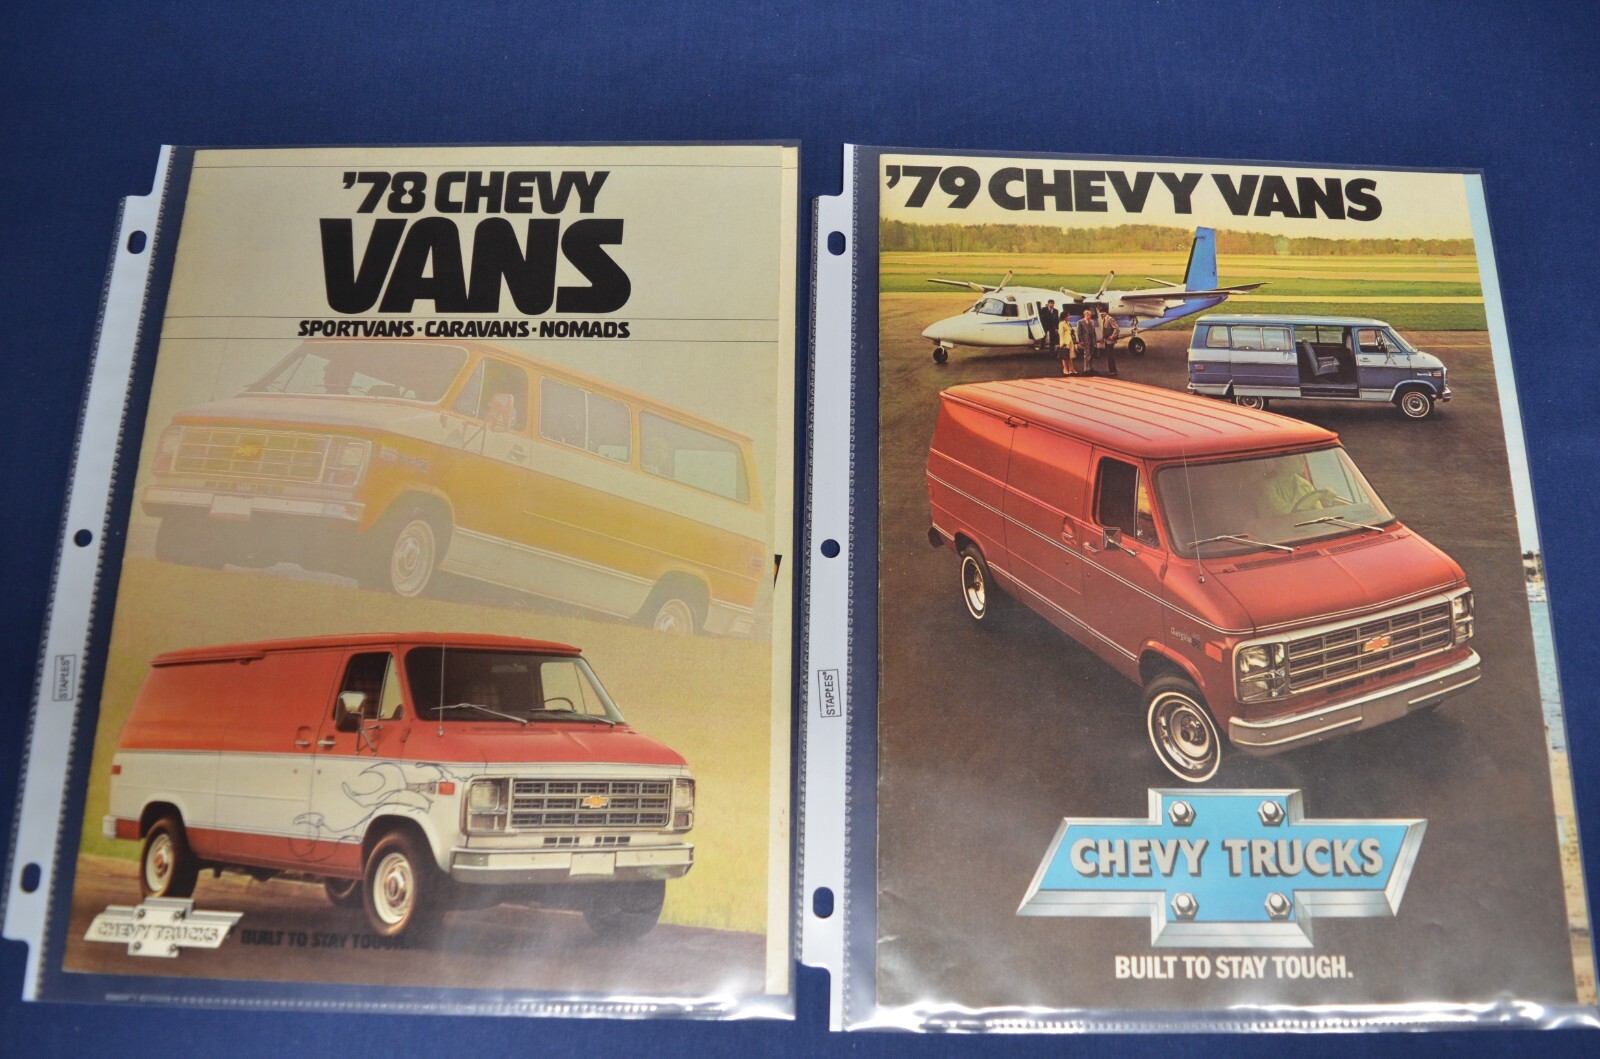 '78 CHEVY
VANS
SPORTVANS · CARAVANS · NOMADS
CHEVY TRUCKS
BUILT TO STAY TOUGH.
STAPLES
'79 CHEVY VANS
CHEVY TRUCKS
BUILT TO STAY TOUGH.
STAPLES